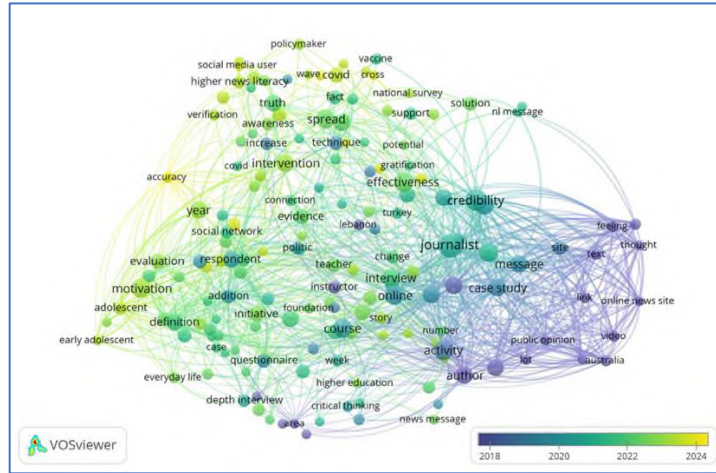 policymaker
social media user
vaccine
wave
covid
cross
higher news literacy
fact
national survey
truth
solution
nl message
verification
awareness
spread
support
increase
technique
potential
covid
intervention
gratification
accuracy
effectiveness
connection
credibility
year
evidence
turkey
lebanon
feeling
social network
politic
journalist
site
thought
evaluation
respondent
change
text
teacher
message
motivation
interview
addition
instructor
online
case study
link
online news site
adolescent
initiative
foundation
story
definition
course
number
video
early adolescent
case
public opinion
activity
lot
questionnaire
week
australia
everyday life
higher education
author
depth interview
critical thinking
area
news message
VOSviewer
2018
2020
2022
2024